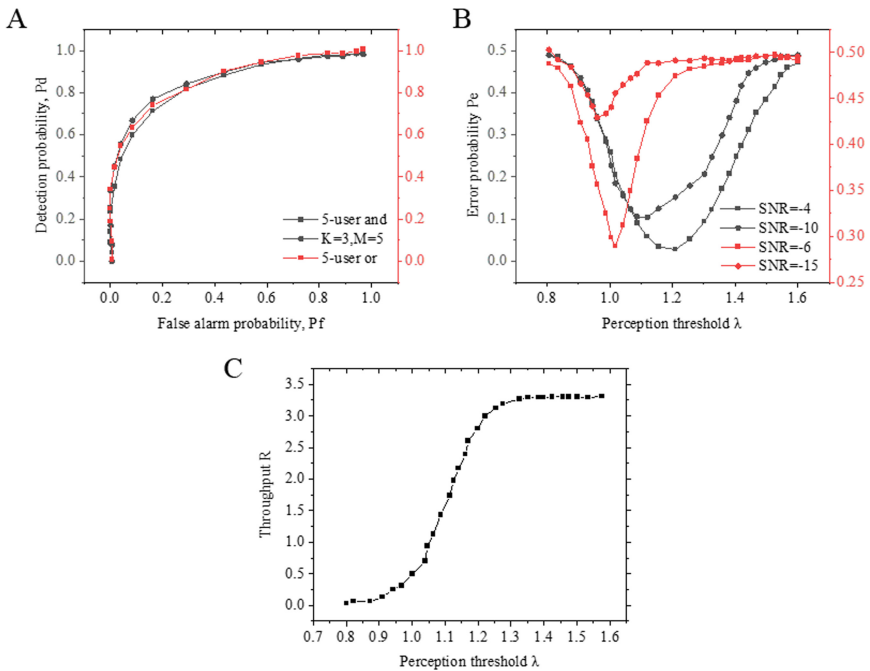 A
Detection probability, Pd
1.0
0.8
0.6
0.4
0.2
0.0
1.0
0.8
0.6
0.4
0.2
0.0
5-user and
K=3,M=5
5-user or
0.0 0.2 0.4 0.6 0.8 1.0
False alarm probability, Pf
B
Error probability Pe
0.5
0.4
0.3
0.2
0.1
0.0
0.50
0.45
0.40
0.35
0.30
0.25
SNR=-4
SNR=-10
SNR=-6
SNR=-15
0.8 1.0 1.2 1.4 1.6
Perception threshold λ
C
Throughput R
3.5
3.0
2.5
2.0
1.5
1.0
0.5
0.0
0.7 0.8 0.9 1.0 1.1 1.2 1.3 1.4 1.5 1.6
Perception threshold λ